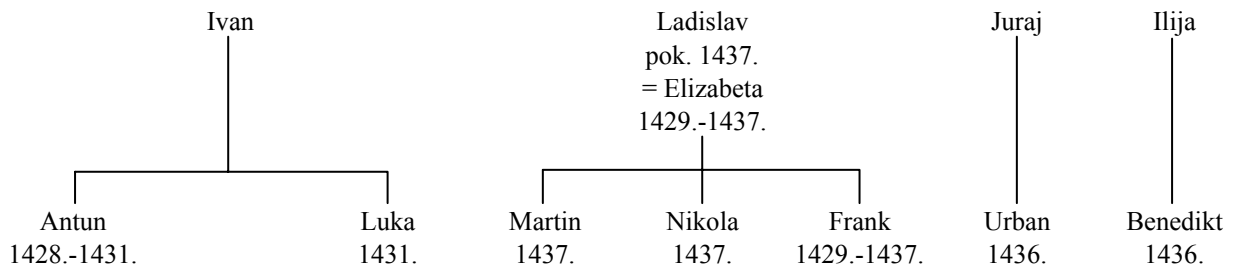 Ivan Ladislav Juraj Ilija
pok. 1437.
= Elizabeta
1429.-1437.
Antun Luka Martin Nikola Frank Urban Benedikt
1428.-1431. 1431. 1437. 1437. 1429.-1437. 1436. 1436.